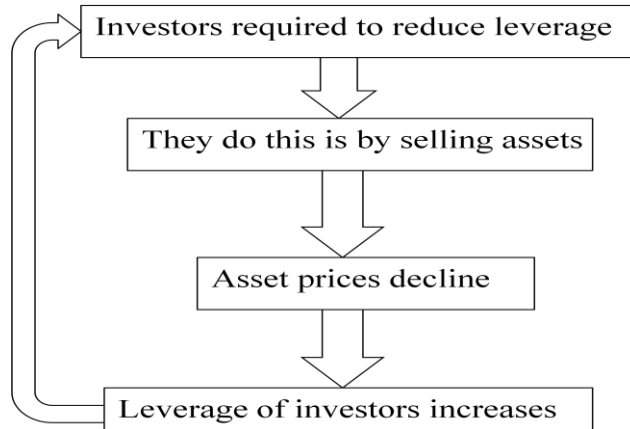 Investors required to reduce leverage
They do this is by selling assets
Asset prices decline
Leverage of investors increases